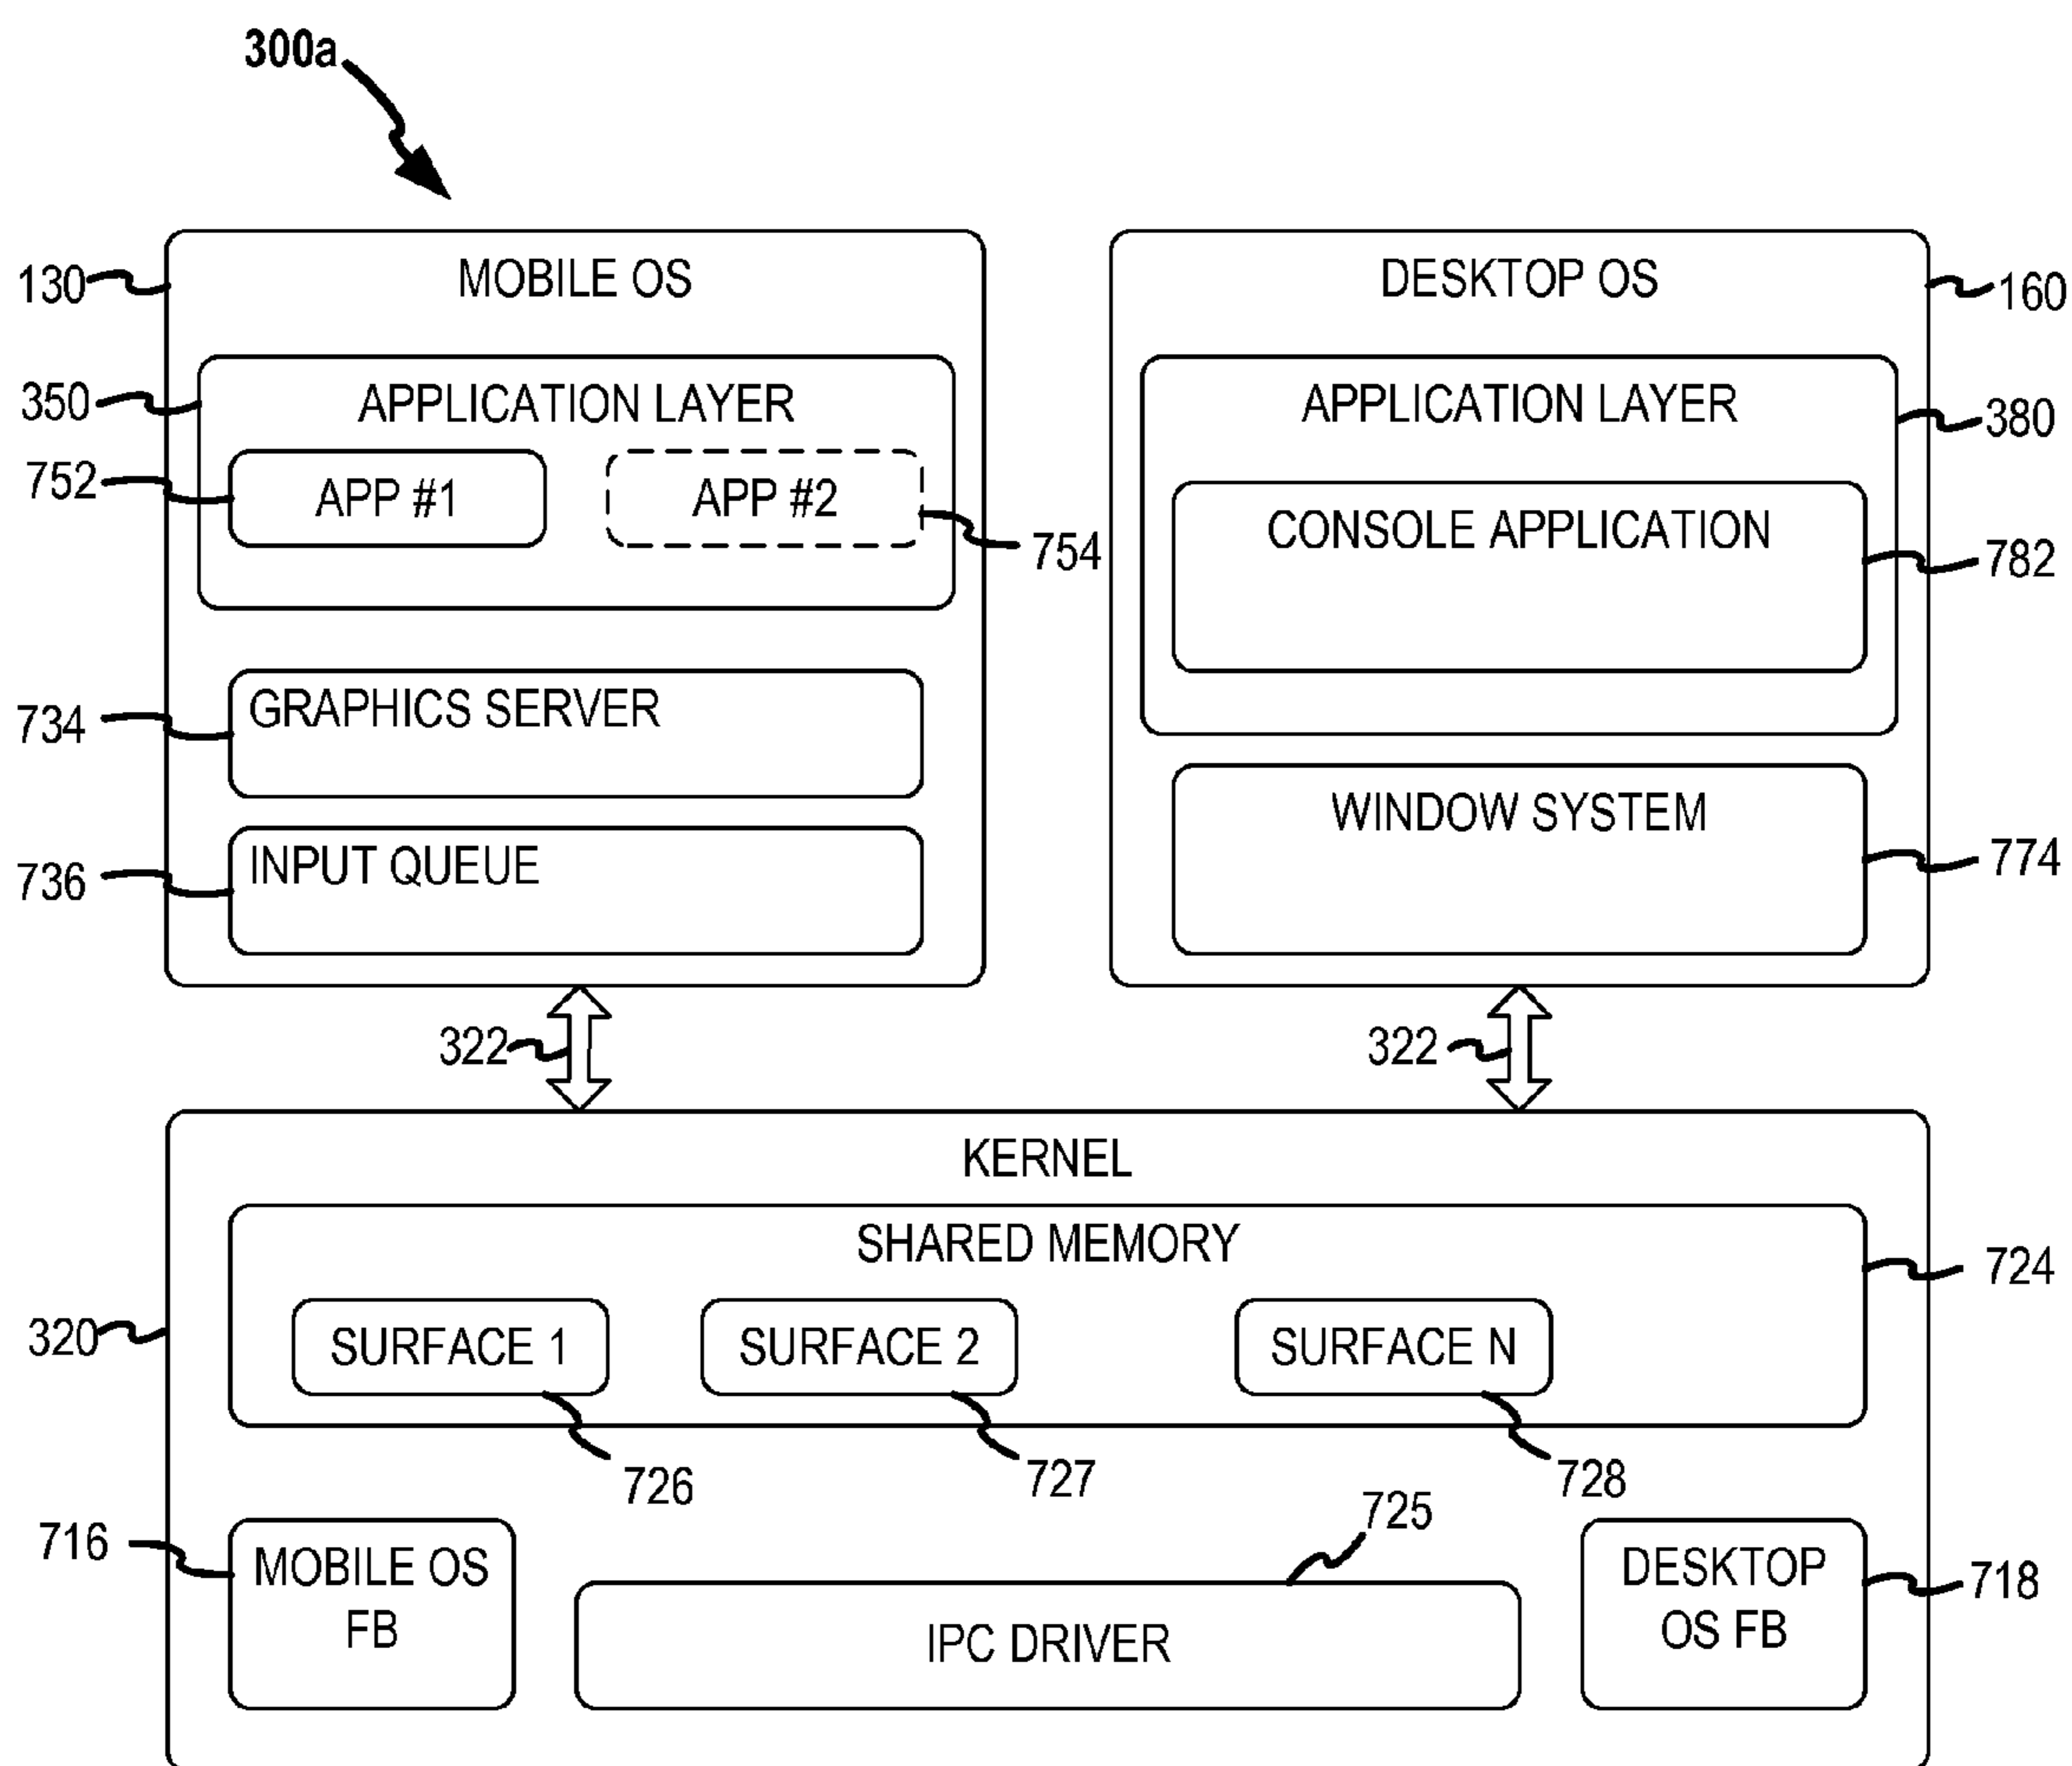 300a
130
MOBILE OS
DESKTOP OS
160
350
APPLICATION LAYER
APPLICATION LAYER
380
752
APP #1
APP #2
754
CONSOLE APPLICATION
782
734
GRAPHICS SERVER
WINDOW SYSTEM
774
736
INPUT QUEUE
322
322
KERNEL
SHARED MEMORY
724
320
SURFACE 1
SURFACE 2
SURFACE N
726
727
728
725
716
MOBILE OS
FB
IPC DRIVER
DESKTOP
OS FB
718